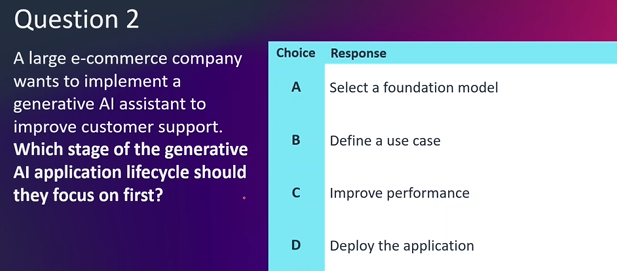 Question 2
A large e-commerce company
wants to implement a
generative AI assistant to
improve customer support.
Which stage of the generative
AI application lifecycle should
they focus on first?
Choice Response
A Select a foundation model
B Define a use case
C Improve performance
D Deploy the application